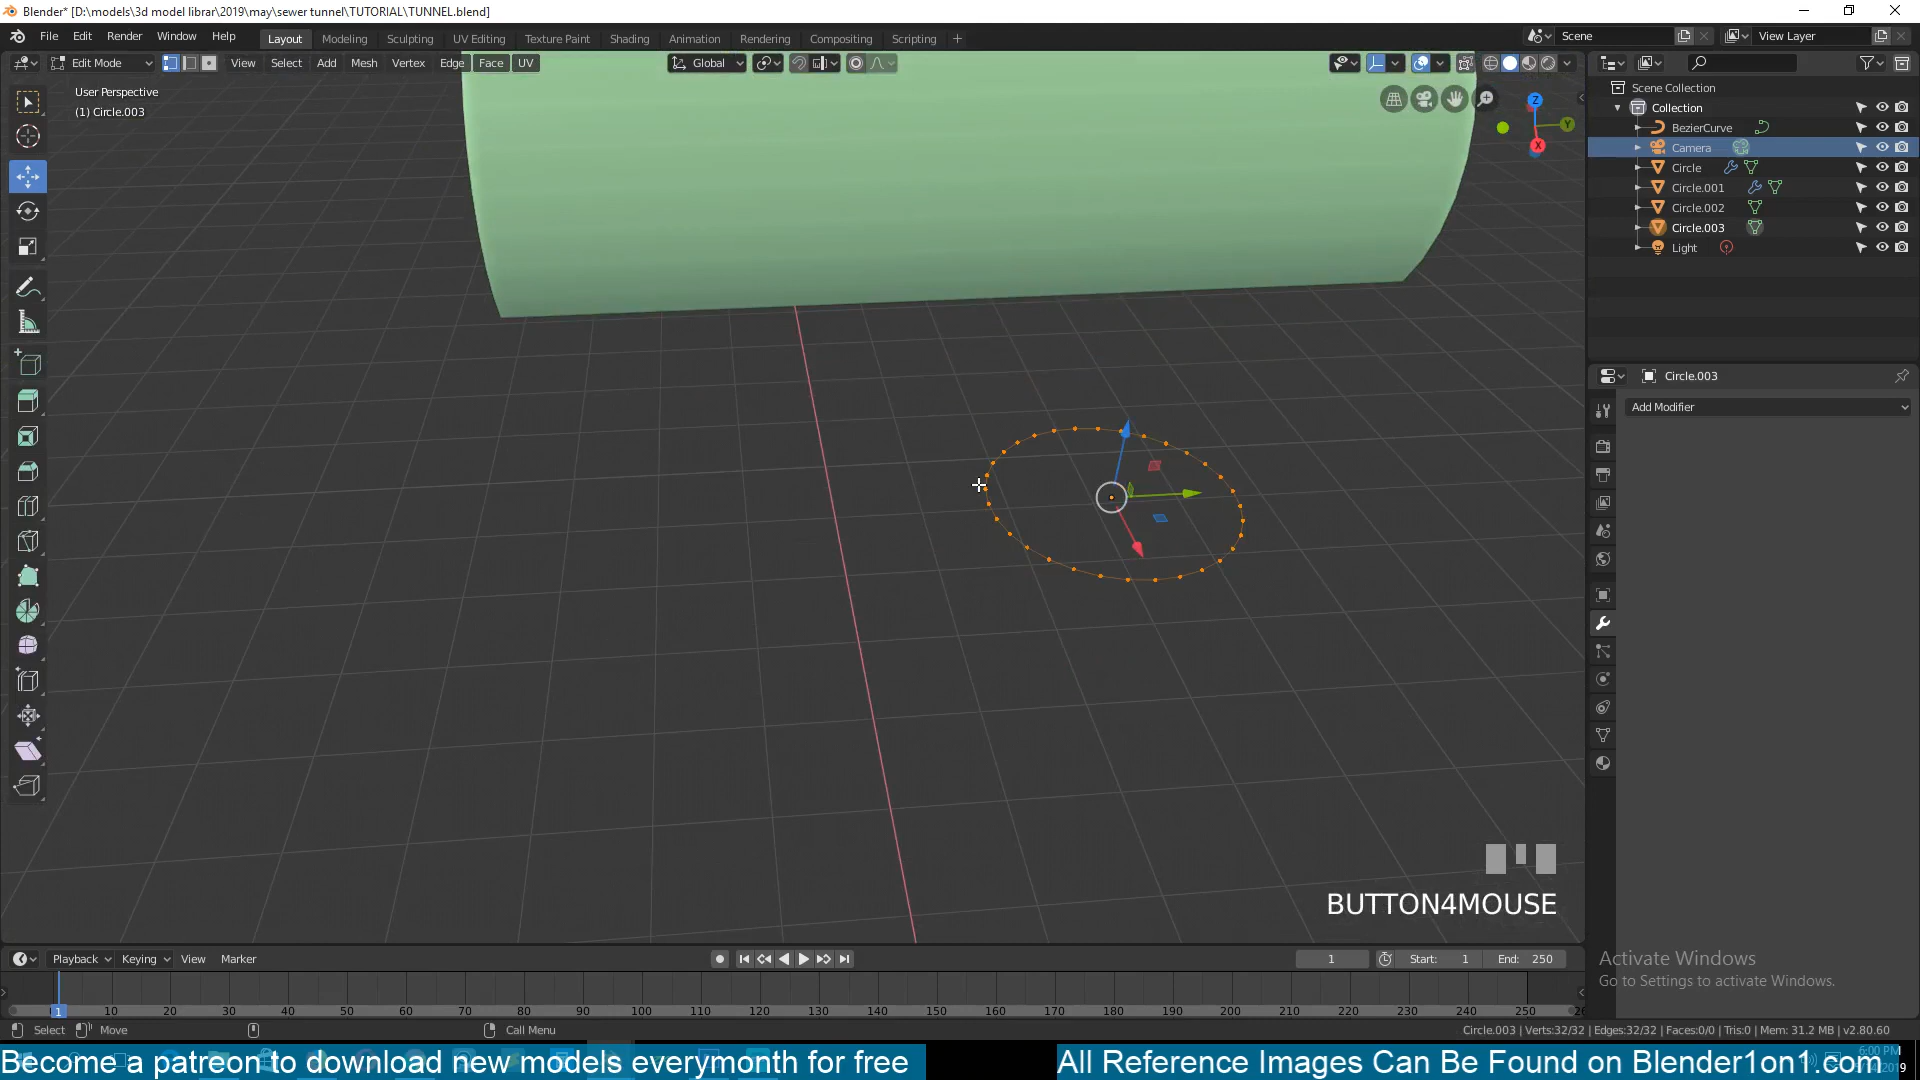 Blender* [D:\models\3d model librar\2019\may\sewer tunnel\TUTORIAL\TUNNEL.blend]
File Edit Render Window Help Layout Modeling Sculpting UV Editing Texture Paint Shading Animation Rendering Compositing Scripting + Scene View Layer
Edit Mode View Select Add Mesh Vertex Edge Face UV Global
User Perspective
(1) Circle.003
Z
Y
X
Scene Collection
Collection
BezierCurve
Camera
Circle
Circle.001
Circle.002
Circle.003
Light
Circle.003
Add Modifier
BUTTON4MOUSE
Activate Windows
Go to Settings to activate Windows.
Playback Keying View Marker 1 Start: 1 End: 250
1 10 20 30 40 50 60 70 80 90 100 110 120 130 140 150 160 170 180 190 200 210 220 230 240 250
Select Move Call Menu Circle.003 | Verts:32/32 | Edges:32/32 | Faces:0/0 | Tris:0 | Mem: 31.2 MB | v2.80.60
6:00 PM
Become a patreon to download new models everymonth for free
All Reference Images Can Be Found on Blender1on1.com